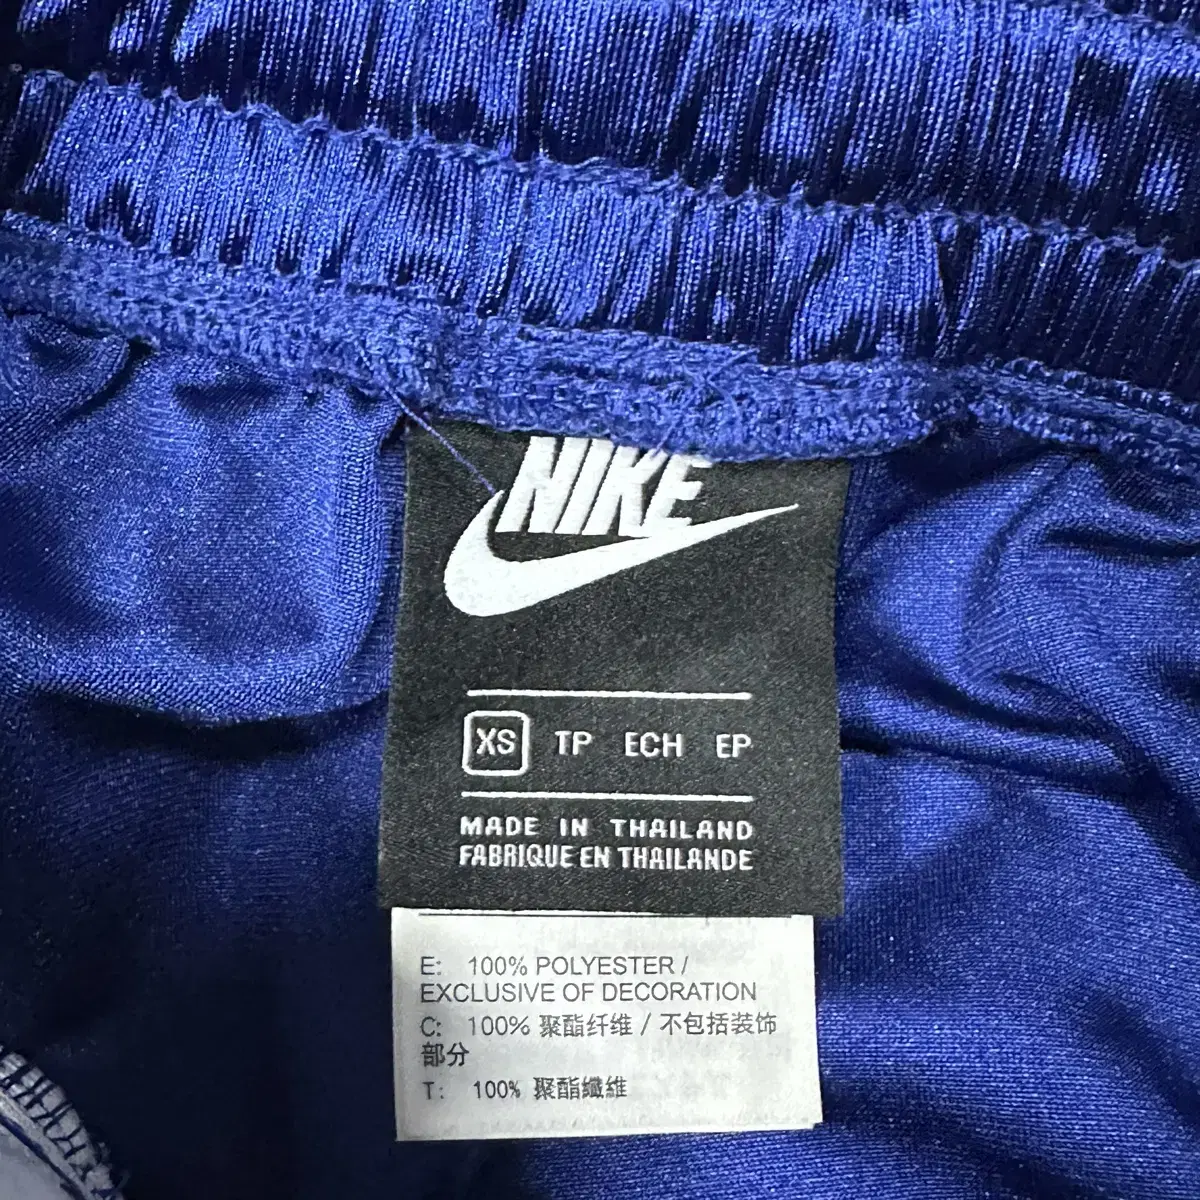 NIKE
XS TP ECH EP
MADE IN THAILAND
FABRIQUE EN THAILANDE
E: 100% POLYESTER /
EXCLUSIVE OF DECORATION
C: 100% 聚酯纤维 / 不包括装饰
部分
T: 100% 聚酯纖維